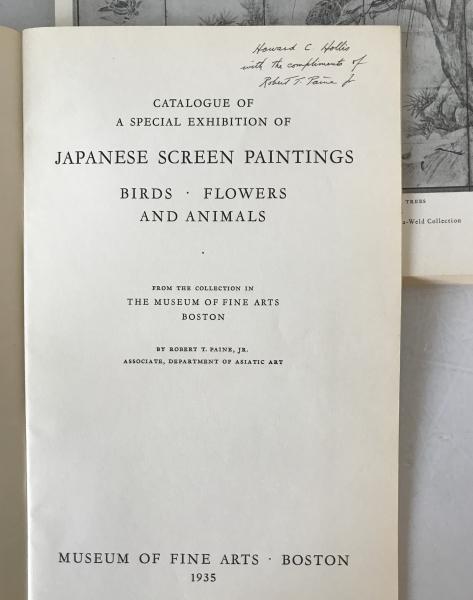 Howard C. Hollis
with the compliments of
Robert T. Paine Jr
CATALOGUE OF
A SPECIAL EXHIBITION OF
JAPANESE SCREEN PAINTINGS
BIRDS · FLOWERS
AND ANIMALS
FROM THE COLLECTION IN
THE MUSEUM OF FINE ARTS
BOSTON
BY ROBERT T. PAINE, JR.
ASSOCIATE, DEPARTMENT OF ASIATIC ART
MUSEUM OF FINE ARTS · BOSTON
1935
TREES
-Weld Collection